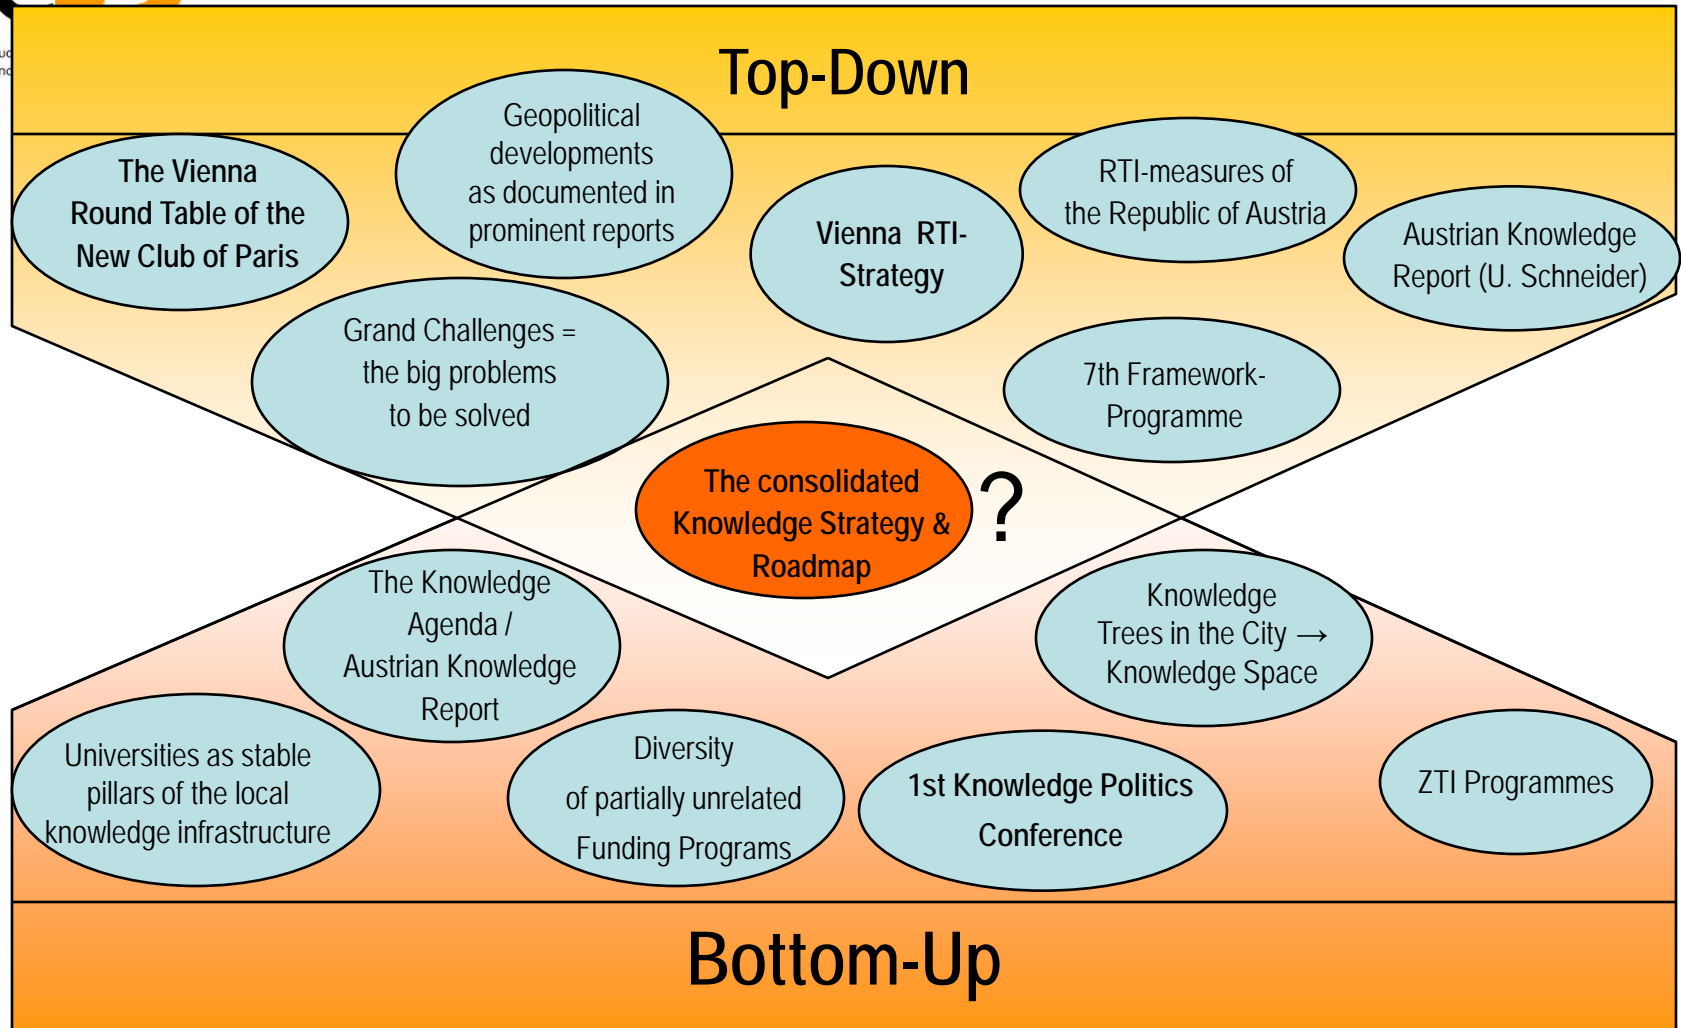 Top-Down
The Vienna
Round Table of the
New Club of Paris
Geopolitical
developments
as documented in
prominent reports
Vienna RTI-
Strategy
RTI-measures of
the Republic of Austria
Austrian Knowledge
Report (U. Schneider)
Grand Challenges =
the big problems
to be solved
7th Framework-
Programme
The consolidated
Knowledge Strategy &
Roadmap
?
The Knowledge
Agenda /
Austrian Knowledge
Report
Knowledge
Trees in the City →
Knowledge Space
Universities as stable
pillars of the local
knowledge infrastructure
Diversity
of partially unrelated
Funding Programs
1st Knowledge Politics
Conference
ZTI Programmes
Bottom-Up